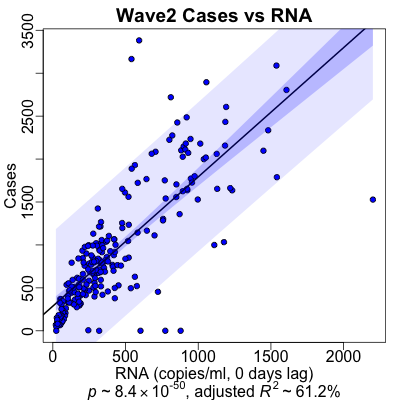 Wave2 Cases vs RNA
3500
2500
1500
500
0
Cases
0 500 1000 1500 2000
RNA (copies/ml, 0 days lag)
p ~ 8.4 × 10⁻⁵⁰, adjusted R² ~ 61.2%